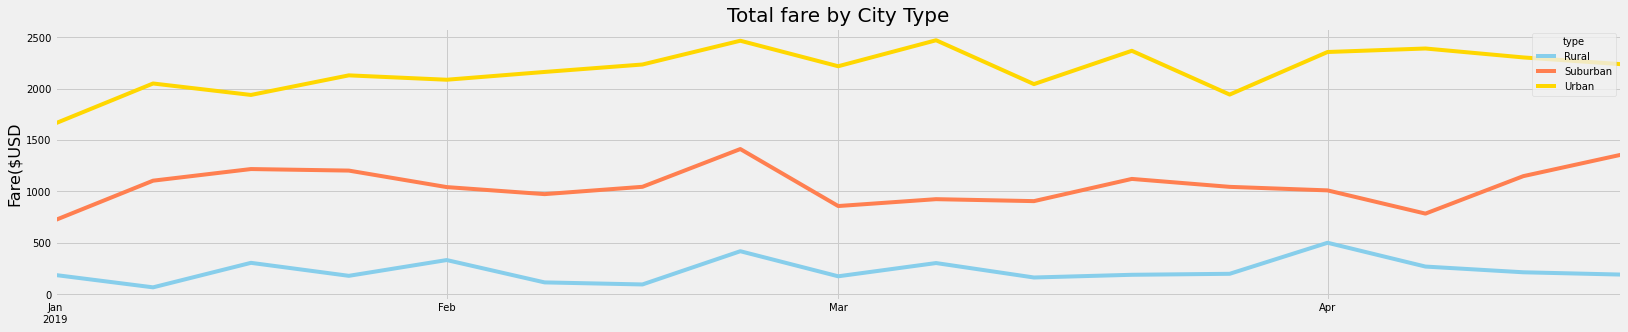 Total fare by City Type
Fare($USD
2500
2000
1500
1000
500
0
Jan
2019
Feb
Mar
Apr
type
Rural
Suburban
Urban